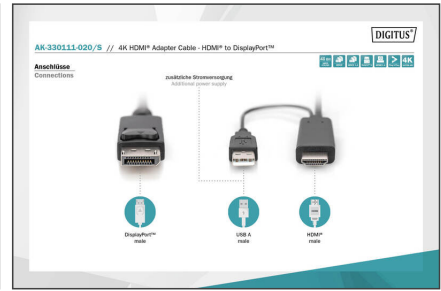 DIGITUS®
AK-330111-020/S // 4K HDMI® Adapter Cable - HDMI® to DisplayPort™
4K
Anschlüsse
Connections
zusätzliche Stromversorgung
Additional power supply
DisplayPort™
male
USB A
male
HDMI®
male